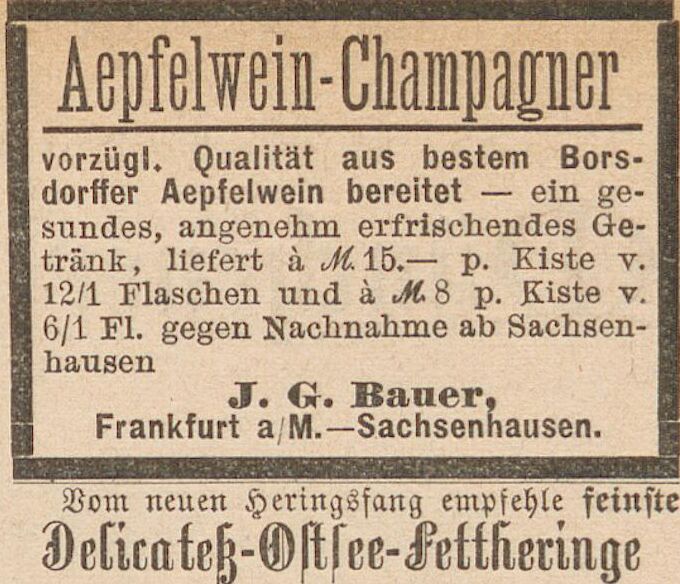 Aepfelwein-Champagner
vorzügl. Qualität aus bestem Bors-
dorffer Aepfelwein bereitet — ein ge-
sundes, angenehm erfrischendes Ge-
tränk, liefert à M. 15.— p. Kiste v.
12/1 Flaschen und à M. 8 p. Kiste v.
6/1 Fl. gegen Nachnahme ab Sachsen-
hausen
J. G. Bauer,
Frankfurt a/M.—Sachsenhausen.
Vom neuen Heringsfang empfehle feinste
Delicateß-Ostsee-Fettheringe